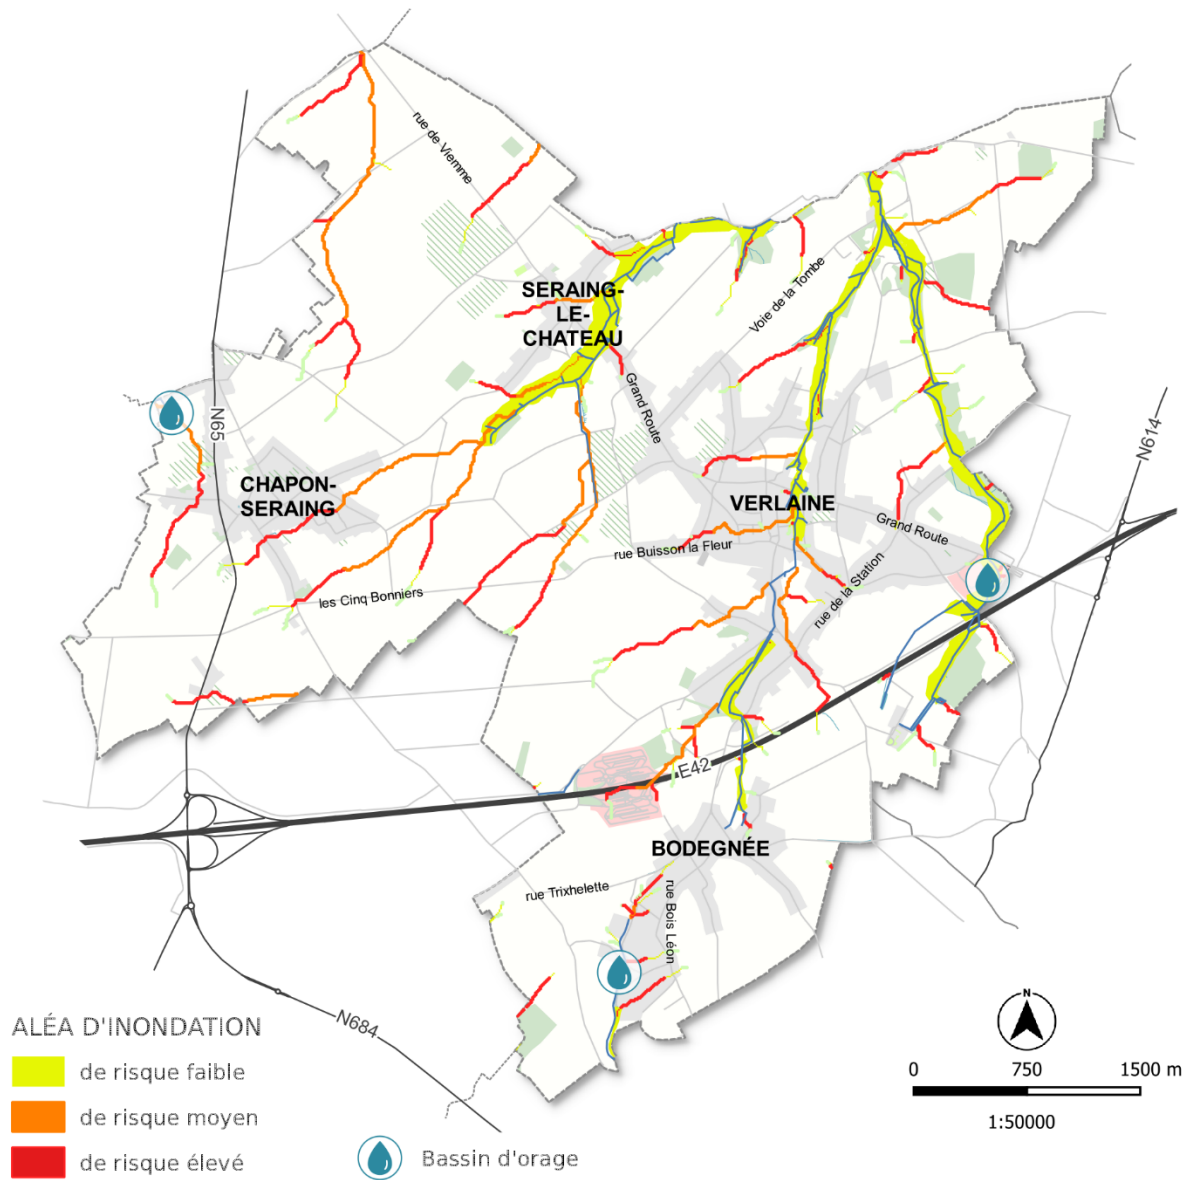 rue de Viemme
Voie de la Tombe
SERAING-
LE-
CHATEAU
Grand Route
N65
N614
CHAPON-
SERAING
VERLAINE
Grand Route
rue Buisson la Fleur
rue de la Station
les Cinq Bonniers
E42
BODEGNÉE
rue Trixhelette
rue Bois Léon
N684
N
0 750 1500 m
1:50000
ALÉA D'INONDATION
de risque faible
de risque moyen
de risque élevé
Bassin d'orage